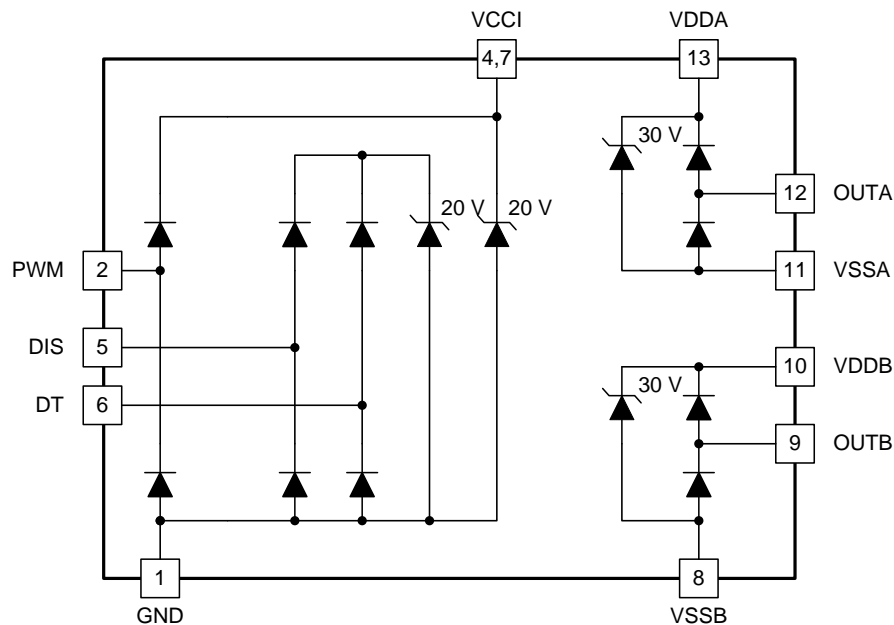 VCCI
VDDA
4,7
13
30 V
12 OUTA
20 V 20 V
PWM 2
11 VSSA
DIS 5
10 VDDB
30 V
DT 6
9 OUTB
1
8
GND
VSSB